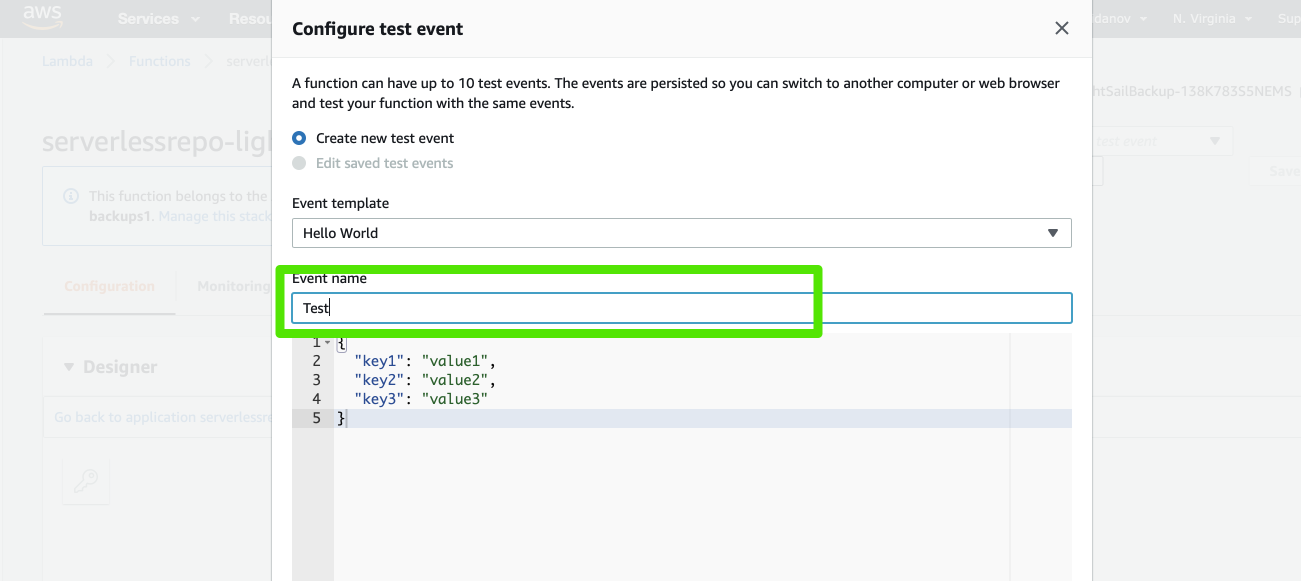 aws
Services
Resou
danov
N. Virginia
Sup
Configure test event
Lambda
Functions
serverl
A function can have up to 10 test events. The events are persisted so you can switch to another computer or web browser
and test your function with the same events.
htSailBackup-138K783S5NEMS
serverlessrepo-ligh
Create new test event
test event
Edit saved test events
Save
This function belongs to the
backups1. Manage this stack
Event template
Hello World
Configuration
Monitoring
Event name
Test
1 {
2 "key1": "value1",
3 "key2": "value2",
4 "key3": "value3"
5 }
Designer
Go back to application serverlessre